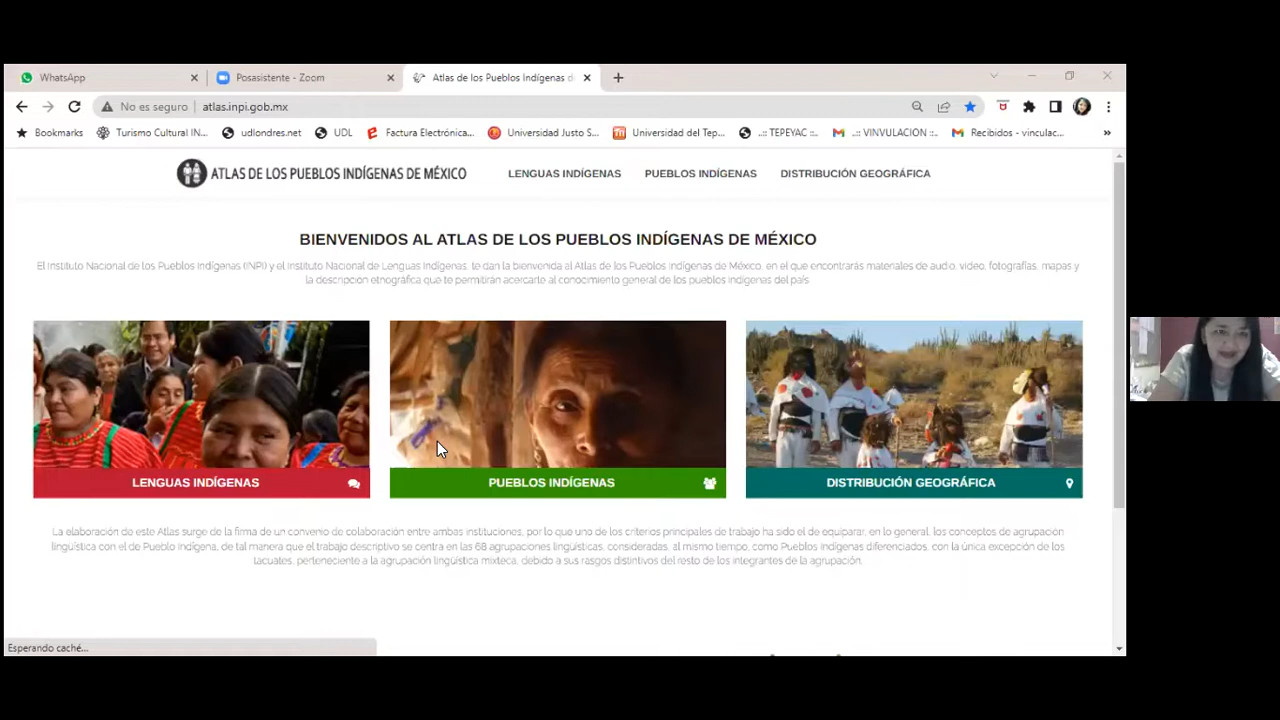 WhatsApp
Posasistente - Zoom
Atlas de los Pueblos Indígenas d
No es seguro
atlas.inpi.gob.mx
Bookmarks
Turismo Cultural IN...
udlondres.net
UDL
Factura Electrónica...
Universidad Justo S...
Universidad del Tep...
..:: TEPEYAC ::..
..:: VINVULACION ::..
Recibidos - vinculac...
ATLAS DE LOS PUEBLOS INDÍGENAS DE MÉXICO
LENGUAS INDÍGENAS
PUEBLOS INDÍGENAS
DISTRIBUCIÓN GEOGRÁFICA
BIENVENIDOS AL ATLAS DE LOS PUEBLOS INDÍGENAS DE MÉXICO
El Instituto Nacional de los Pueblos Indígenas (INPI) y el Instituto Nacional de Lenguas Indígenas, te dan la bienvenida al Atlas de los Pueblos Indígenas de México, en el que encontrarás materiales de audio, video, fotografías, mapas y
la descripción etnográfica que te permitirán acercarte al conocimiento general de los pueblos indígenas del país
LENGUAS INDÍGENAS
PUEBLOS INDÍGENAS
DISTRIBUCIÓN GEOGRÁFICA
La elaboración de este Atlas surge de la firma de un convenio de colaboración entre ambas instituciones, por lo que uno de los criterios principales de trabajo ha sido el de equiparar, en lo general, los conceptos de agrupación
lingüística con el de Pueblo Indígena, de tal manera que el trabajo descriptivo se centra en las 68 agrupaciones lingüísticas, consideradas, al mismo tiempo, como Pueblos Indígenas diferenciados, con la única excepción de los
tacuates, perteneciente a la agrupación lingüística mixteca, debido a sus rasgos distintivos del resto de los integrantes de la agrupación.
Esperando caché...